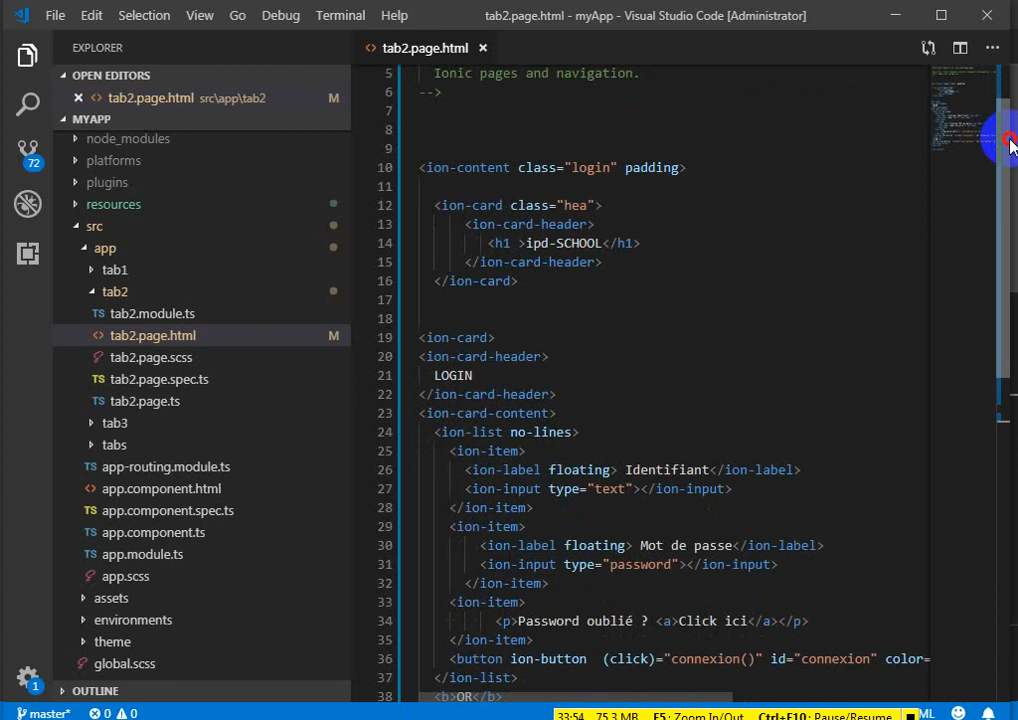 File Edit Selection View Go Debug Terminal Help tab2.page.html - myApp - Visual Studio Code [Administrator]
EXPLORER
OPEN EDITORS
tab2.page.html src\app\tab2 M
MYAPP
node_modules
platforms
plugins
resources
src
app
tab1
tab2
tab2.module.ts
tab2.page.html M
tab2.page.scss
tab2.page.spec.ts
tab2.page.ts
tab3
tabs
app-routing.module.ts
app.component.html
app.component.spec.ts
app.component.ts
app.module.ts
app.scss
assets
environments
theme
global.scss
OUTLINE
72
1
TS
TS
TS
TS
TS
TS
TS
tab2.page.html ×
5 Ionic pages and navigation.
6 -->
7
8
9
10 <ion-content class="login" padding>
11
12 <ion-card class="hea">
13 <ion-card-header>
14 <h1 >ipd-SCHOOL</h1>
15 </ion-card-header>
16 </ion-card>
17
18
19 <ion-card>
20 <ion-card-header>
21 LOGIN
22 </ion-card-header>
23 <ion-card-content>
24 <ion-list no-lines>
25 <ion-item>
26 <ion-label floating> Identifiant</ion-label>
27 <ion-input type="text"></ion-input>
28 </ion-item>
29 <ion-item>
30 <ion-label floating> Mot de passe</ion-label>
31 <ion-input type="password"></ion-input>
32 </ion-item>
33 <ion-item>
34 <p>Password oublié ? <a>Click ici</a></p>
35 </ion-item>
36 <button ion-button (click)="connexion()" id="connexion" color=
37 </ion-list>
38 <b>OR</b>
master* 0 0 33:54 75.3 MB F5: Zoom In/Out Ctrl+F10: Pause/Resume ML